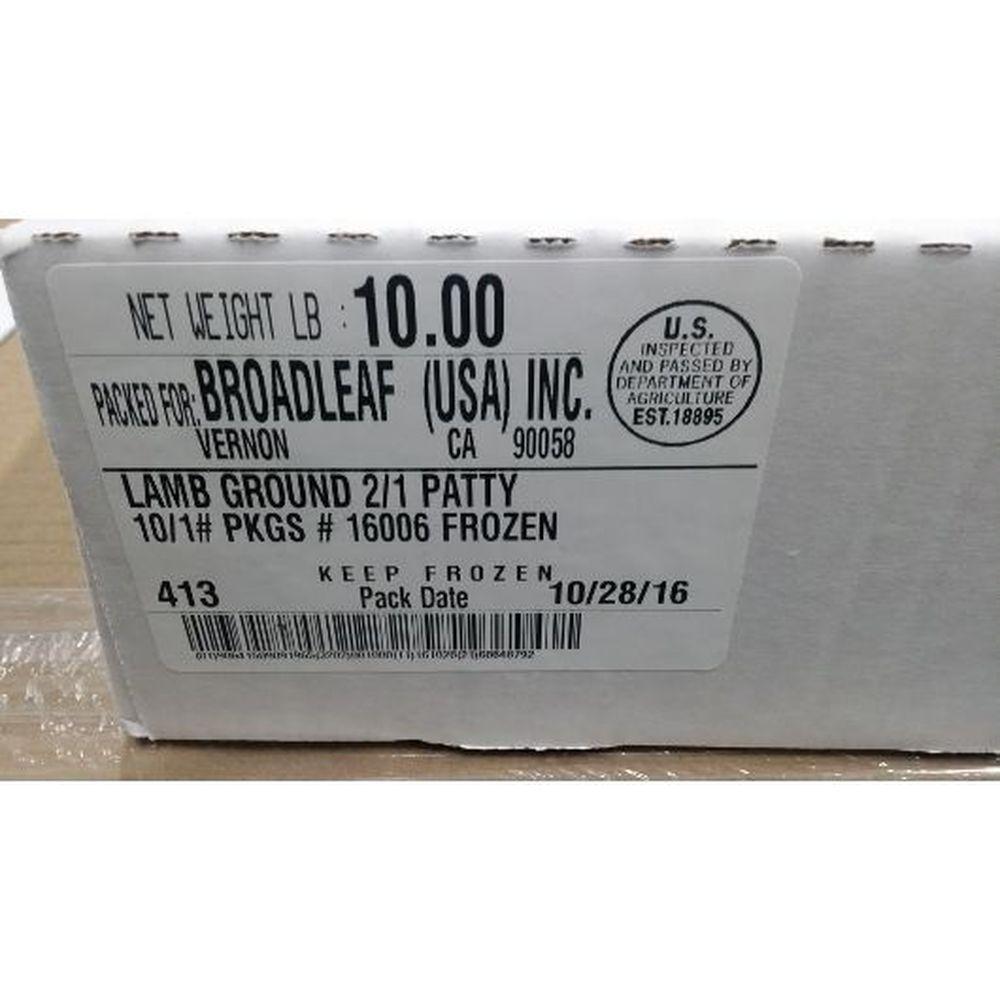 NET WEIGHT LB : 10.00
PACKED FOR: BROADLEAF (USA) INC.
VERNON CA 90058
U.S.
INSPECTED
AND PASSED BY
DEPARTMENT OF
AGRICULTURE
EST.18895
LAMB GROUND 2/1 PATTY
10/1# PKGS # 16006 FROZEN
KEEP FROZEN
413 Pack Date 10/28/16